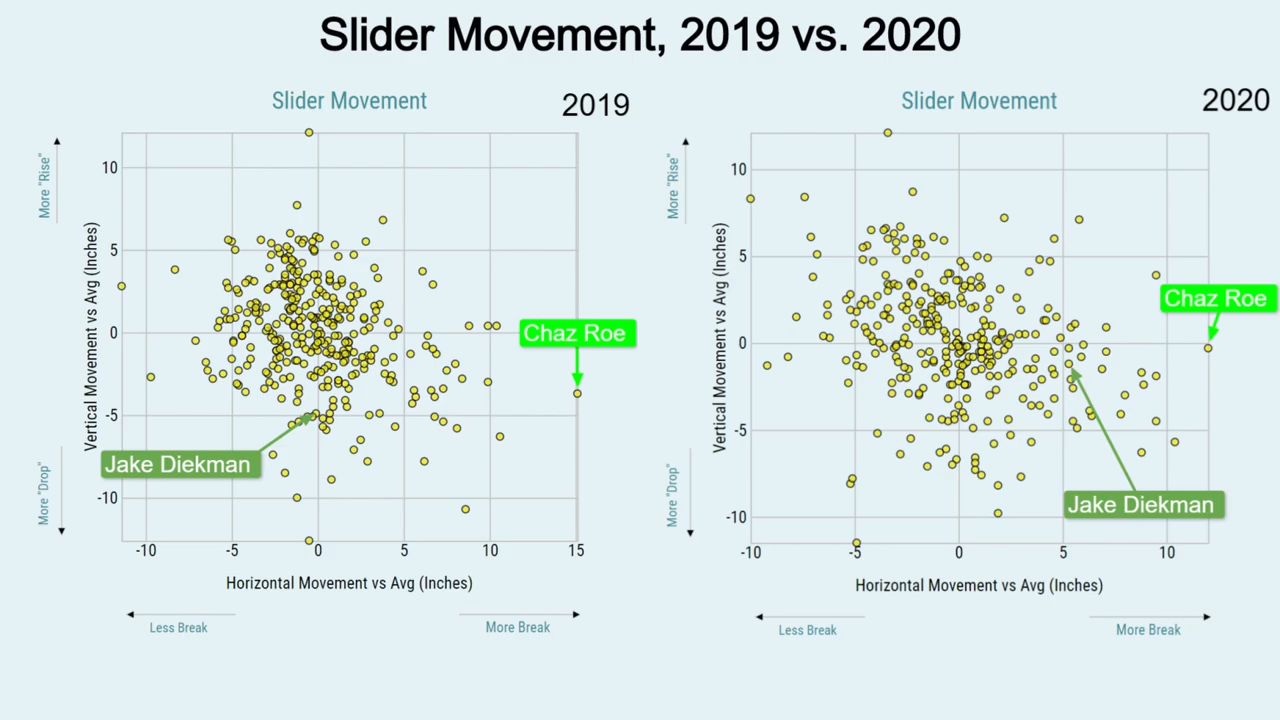 Slider Movement, 2019 vs. 2020
Slider Movement
2019
More "Rise"
More "Drop"
Vertical Movement vs Avg (Inches)
10
5
0
-5
-10
Chaz Roe
Jake Diekman
-10 -5 0 5 10 15
Horizontal Movement vs Avg (Inches)
Less Break
More Break
Slider Movement
2020
More "Rise"
More "Drop"
Vertical Movement vs Avg (Inches)
10
5
0
-5
-10
Chaz Roe
Jake Diekman
-10 -5 0 5 10
Horizontal Movement vs Avg (Inches)
Less Break
More Break